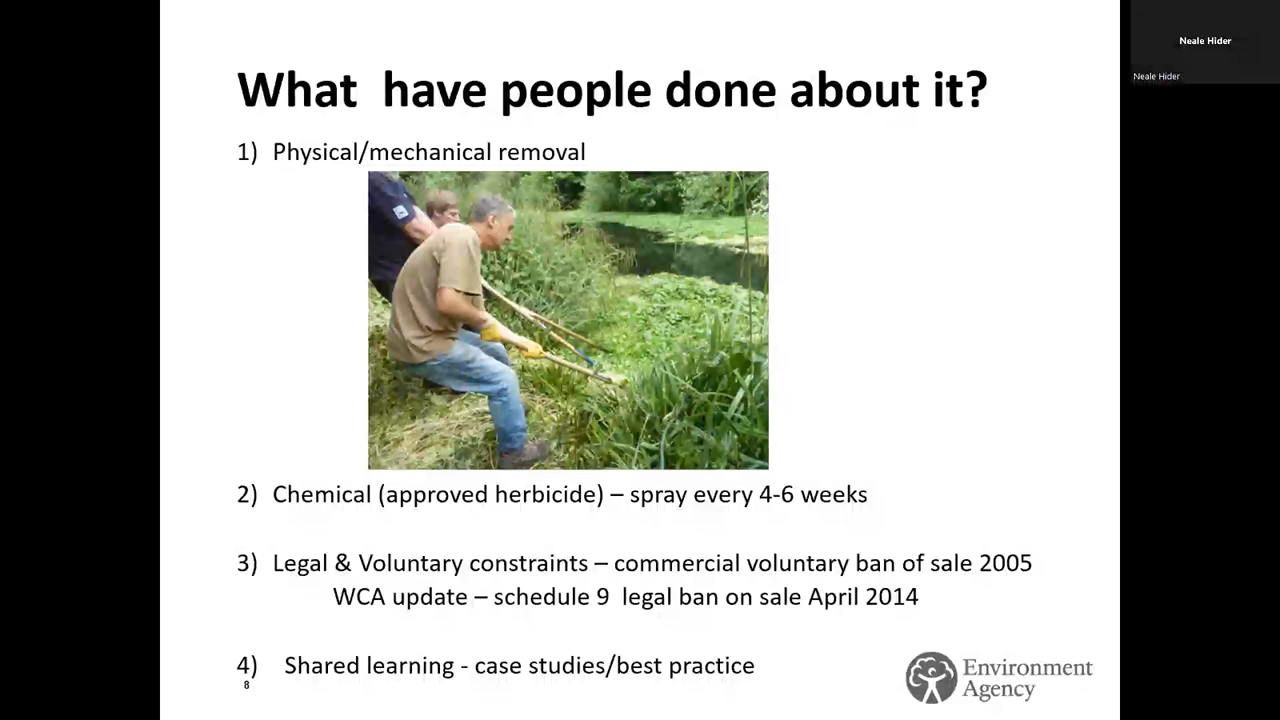 Neale Hider
Neale Hider
What have people done about it?
1) Physical/mechanical removal
2) Chemical (approved herbicide) – spray every 4-6 weeks
3) Legal & Voluntary constraints – commercial voluntary ban of sale 2005
WCA update – schedule 9 legal ban on sale April 2014
4) Shared learning - case studies/best practice
8
Environment
Agency